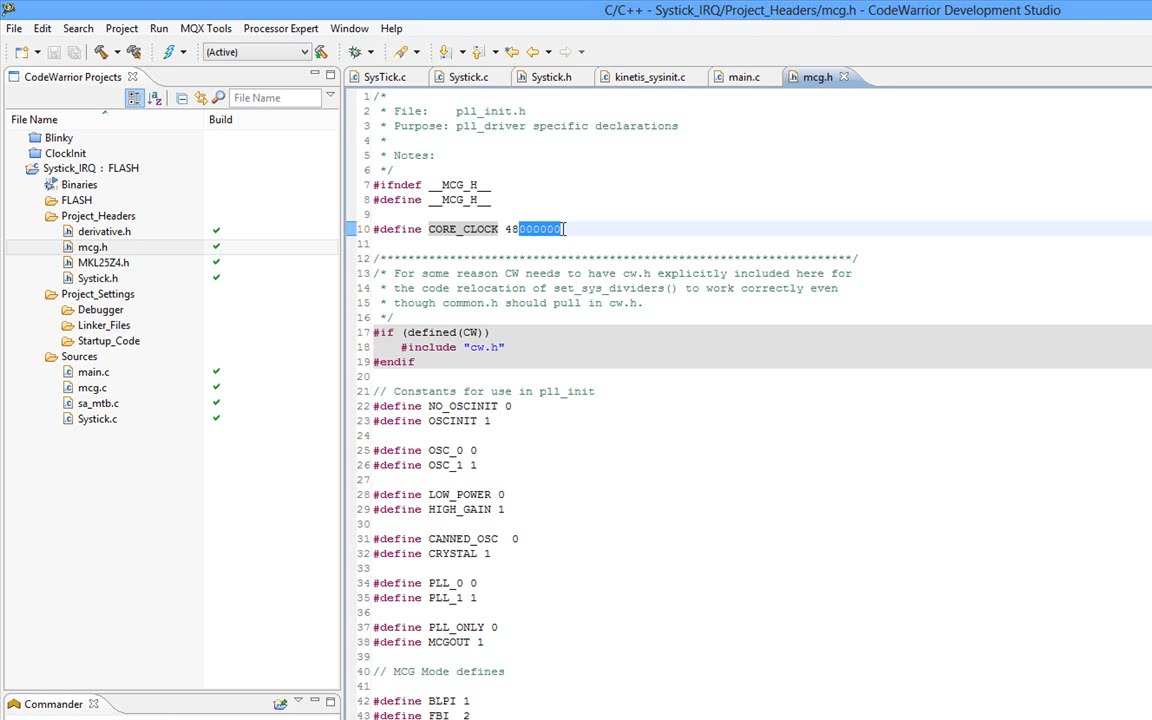 C/C++ - Systick_IRQ/Project_Headers/mcg.h - CodeWarrior Development Studio
File Edit Search Project Run MQX Tools Processor Expert Window Help
(Active)
CodeWarrior Projects
File Name
File Name Build
Blinky
ClockInit
Systick_IRQ : FLASH
Binaries
FLASH
Project_Headers
derivative.h
mcg.h
MKL25Z4.h
Systick.h
Project_Settings
Debugger
Linker_Files
Startup_Code
Sources
main.c
mcg.c
sa_mtb.c
Systick.c
Commander
SysTick.c Systick.c Systick.h kinetis_sysinit.c main.c mcg.h
1 /*
2 * File: pll_init.h
3 * Purpose: pll_driver specific declarations
4 *
5 * Notes:
6 */
7 #ifndef __MCG_H__
8 #define __MCG_H__
9
10 #define CORE_CLOCK 48000000
11
12 /********************************************************************/
13 /* For some reason CW needs to have cw.h explicitly included here for
14 * the code relocation of set_sys_dividers() to work correctly even
15 * though common.h should pull in cw.h.
16 */
17 #if (defined(CW))
18 #include "cw.h"
19 #endif
20
21 // Constants for use in pll_init
22 #define NO_OSCINIT 0
23 #define OSCINIT 1
24
25 #define OSC_0 0
26 #define OSC_1 1
27
28 #define LOW_POWER 0
29 #define HIGH_GAIN 1
30
31 #define CANNED_OSC 0
32 #define CRYSTAL 1
33
34 #define PLL_0 0
35 #define PLL_1 1
36
37 #define PLL_ONLY 0
38 #define MCGOUT 1
39
40 // MCG Mode defines
41
42 #define BLPI 1
43 #define FBI 2